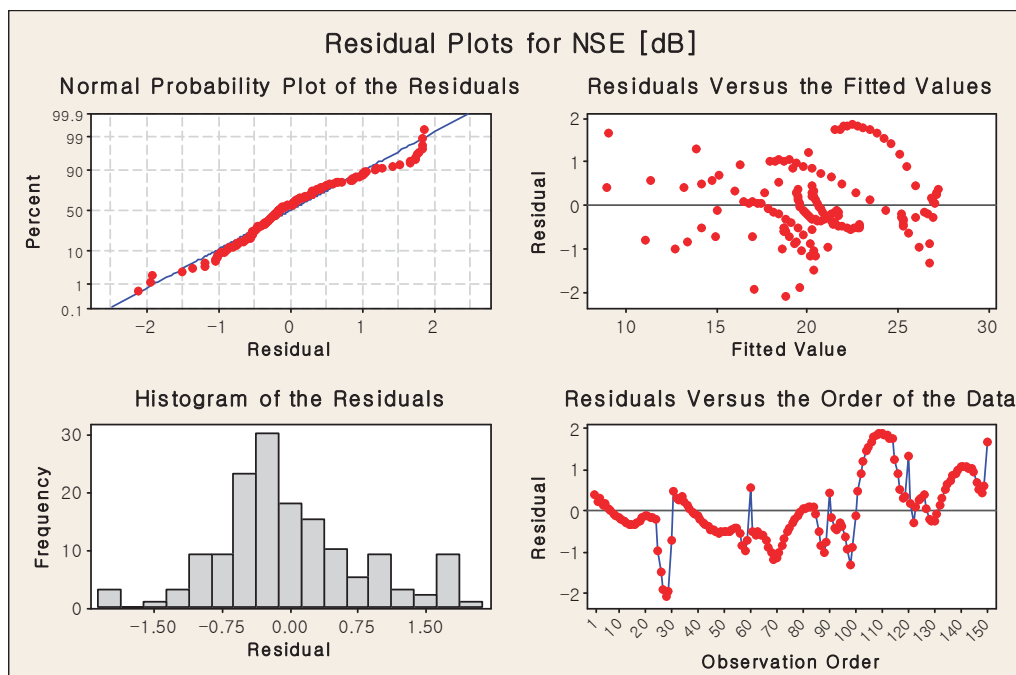 Residual Plots for NSE [dB]
Normal Probability Plot of the Residuals
99.9
99
90
50
10
1
0.1
Percent
−2 −1 0 1 2
Residual
Residuals Versus the Fitted Values
2
1
0
−1
−2
Residual
10 15 20 25 30
Fitted Value
Histogram of the Residuals
30
20
10
0
Frequency
−1.50 −0.75 0.00 0.75 1.50
Residual
Residuals Versus the Order of the Data
2
1
0
−1
−2
Residual
1 10 20 30 40 50 60 70 80 90 100 110 120 130 140 150
Observation Order